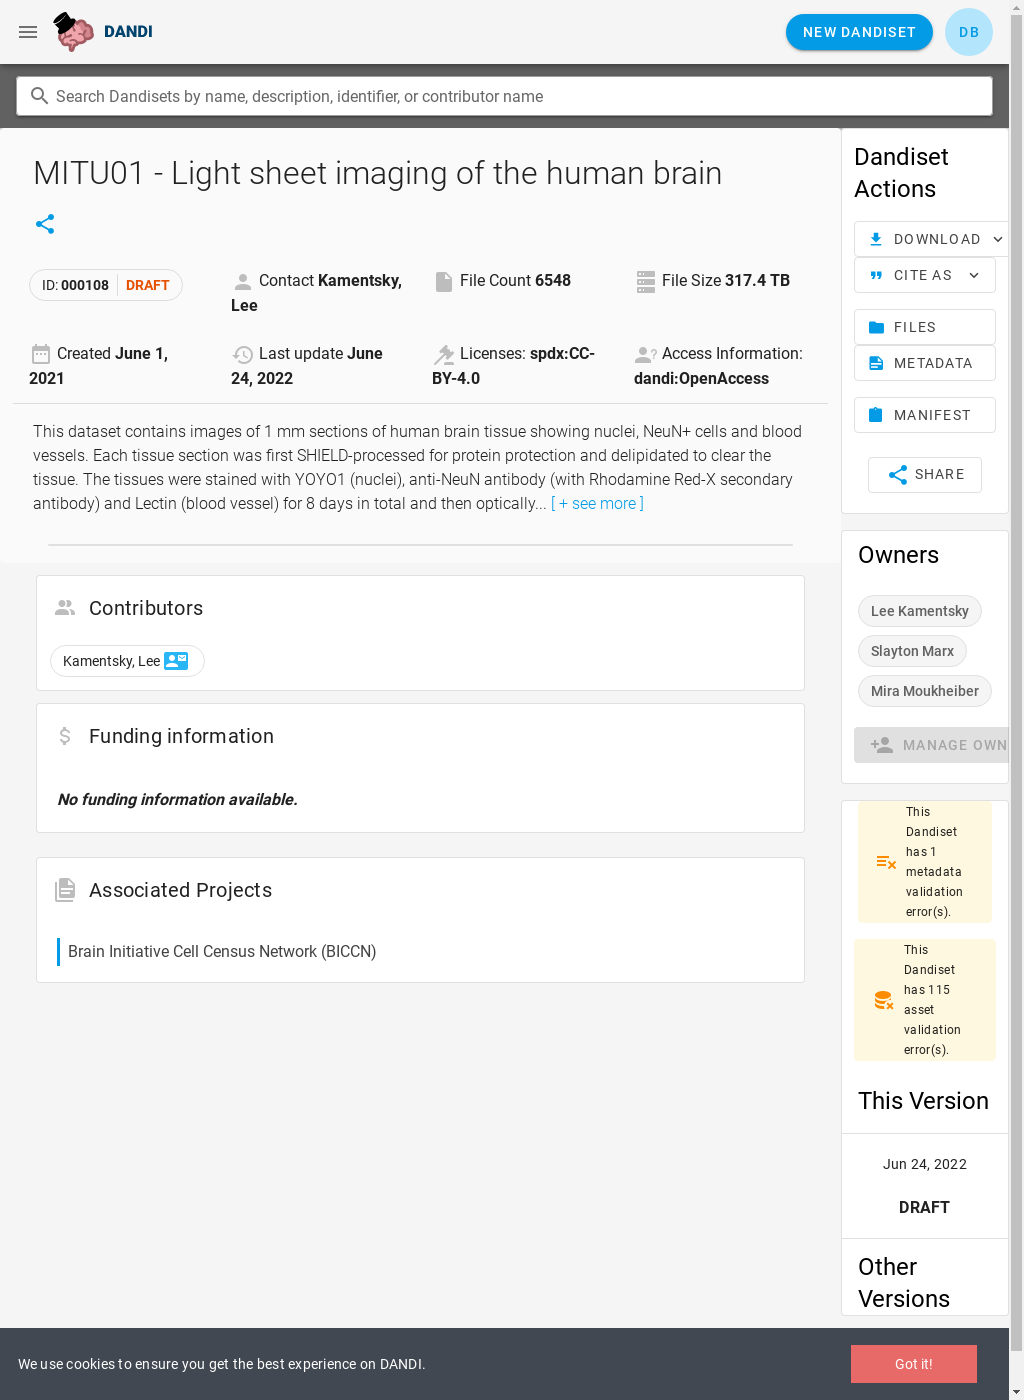 DANDI
NEW DANDISET
DB
Search Dandisets by name, description, identifier, or contributor name
MITU01 - Light sheet imaging of the human brain
ID: 000108 DRAFT
Contact Kamentsky,
Lee
File Count 6548
File Size 317.4 TB
Created June 1,
2021
Last update June
24, 2022
Licenses: spdx:CC-
BY-4.0
Access Information:
dandi:OpenAccess
This dataset contains images of 1 mm sections of human brain tissue showing nuclei, NeuN+ cells and blood
vessels. Each tissue section was first SHIELD-processed for protein protection and delipidated to clear the
tissue. The tissues were stained with YOYO1 (nuclei), anti-NeuN antibody (with Rhodamine Red-X secondary
antibody) and Lectin (blood vessel) for 8 days in total and then optically... [ + see more ]
Contributors
Kamentsky, Lee
Funding information
No funding information available.
Associated Projects
Brain Initiative Cell Census Network (BICCN)
Dandiset
Actions
DOWNLOAD
CITE AS
FILES
METADATA
MANIFEST
SHARE
Owners
Lee Kamentsky
Slayton Marx
Mira Moukheiber
MANAGE OWN
This
Dandiset
has 1
metadata
validation
error(s).
This
Dandiset
has 115
asset
validation
error(s).
This Version
Jun 24, 2022
DRAFT
Other
Versions
We use cookies to ensure you get the best experience on DANDI.
Got it!